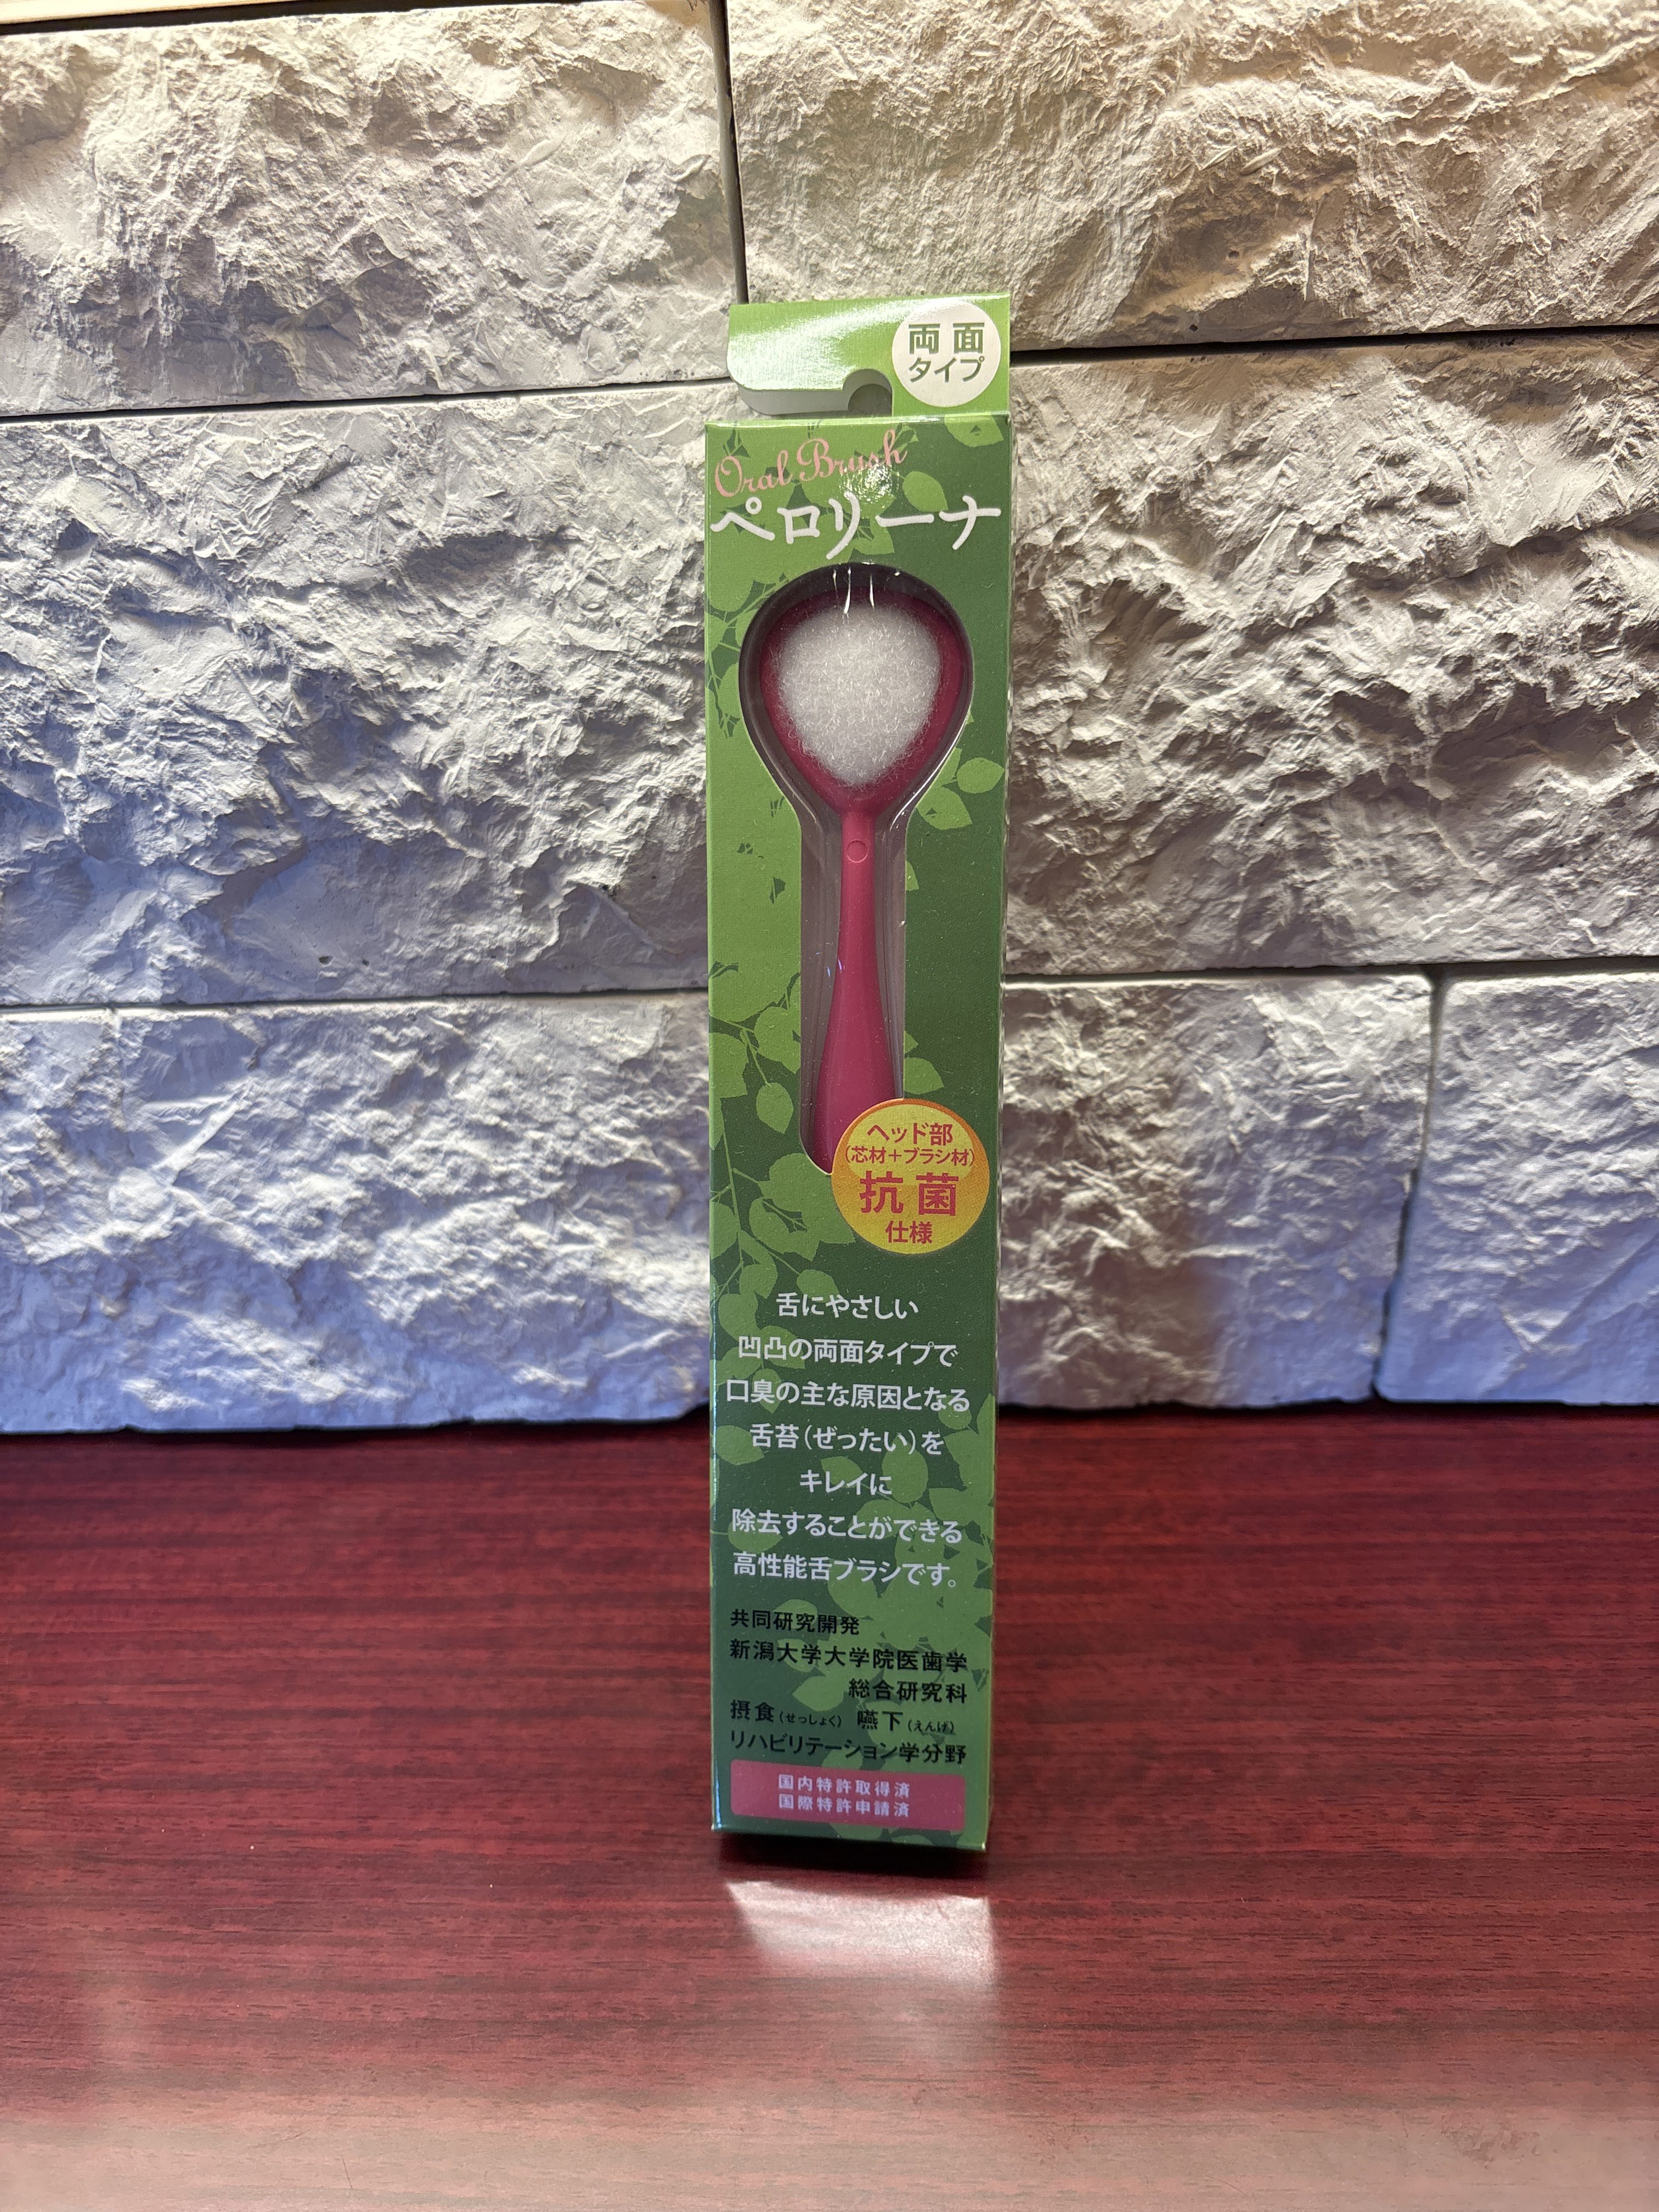 両面
タイプ
Oral Brush
ペロリーナ
ヘッド部
(芯材+ブラシ材)
抗菌
仕様
舌にやさしい
凹凸の両面タイプで
口臭の主な原因となる
舌苔(ぜったい)を
キレイに
除去することができる
高性能舌ブラシです。
共同研究開発
新潟大学大学院医歯学
総合研究科
摂食(せっしょく) 嚥下(えんげ)
リハビリテーション学分野
国内特許取得済
国際特許申請済